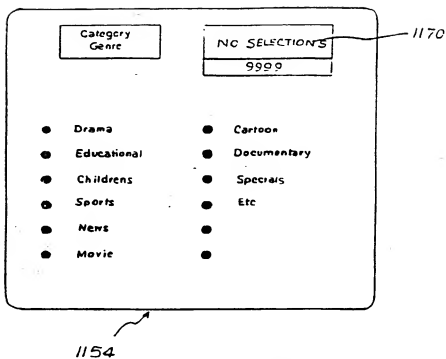 Category
Genre
NO SELECTIONS
1170
9999
Drama
Educational
Childrens
Sports
News
Movie
Cartoon
Documentary
Specials
Etc
1154